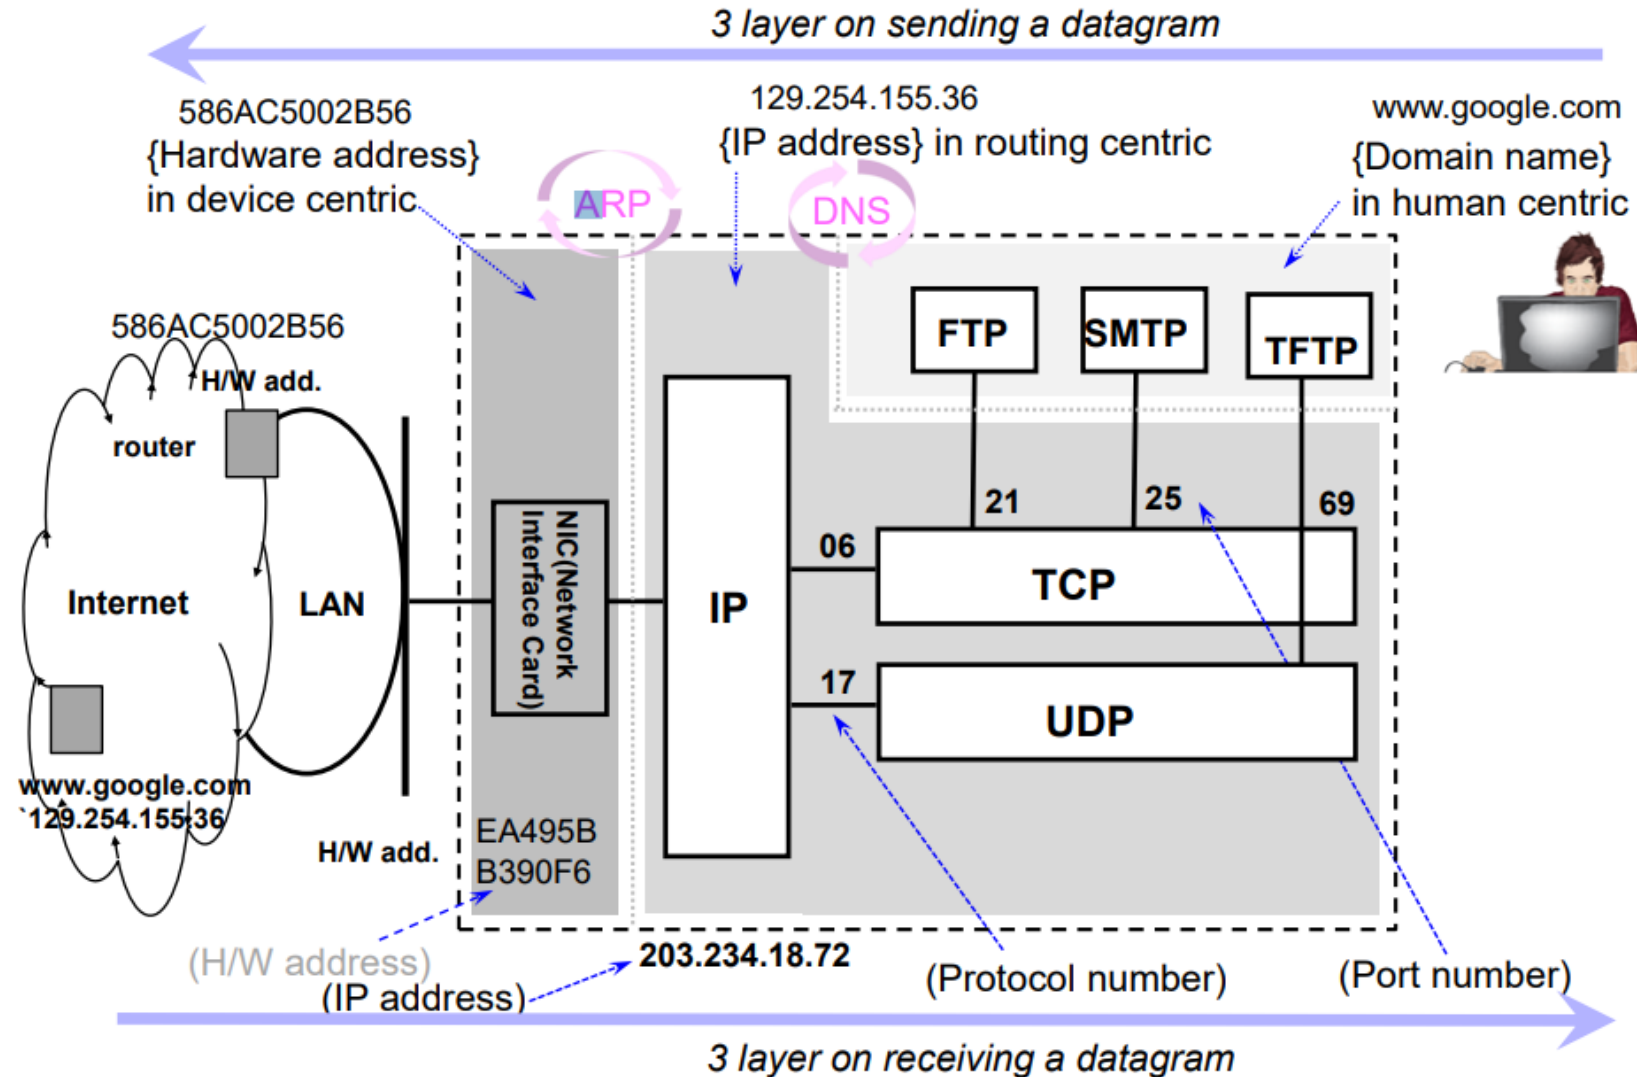 3 layer on sending a datagram
586AC5002B56
{Hardware address}
in device centric
129.254.155.36
{IP address} in routing centric
www.google.com
{Domain name}
in human centric
ARP
DNS
586AC5002B56
H/W add.
router
Internet
LAN
www.google.com
`129.254.155.36
H/W add.
NIC(Network
Interface Card)
EA495B
B390F6
IP
FTP
SMTP
TFTP
21
25
69
06
TCP
17
UDP
(H/W address)
(IP address)
203.234.18.72
(Protocol number)
(Port number)
3 layer on receiving a datagram